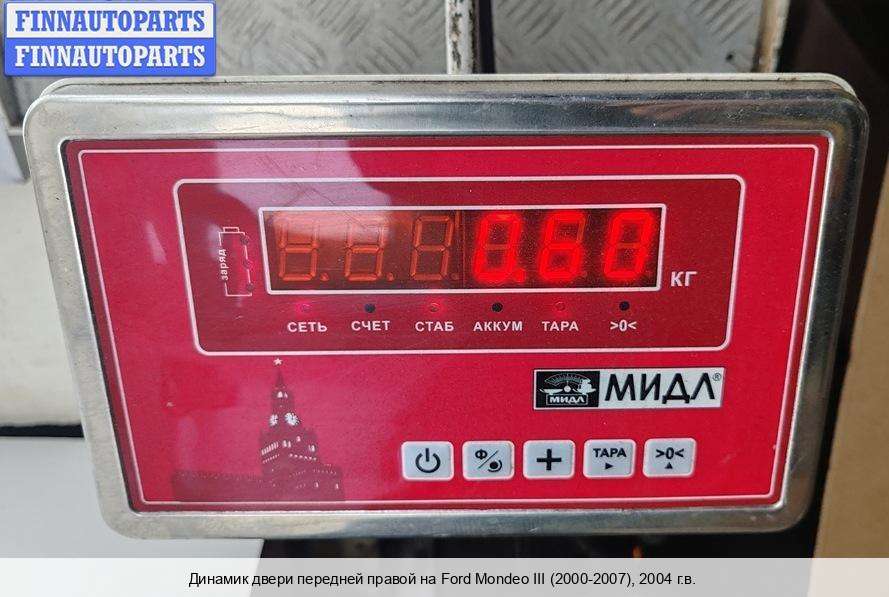 FINNAUTOPARTS
FINNAUTOPARTS
0.60
заряд
КГ
СЕТЬ СЧЕТ СТАБ АККУМ ТАРА >0<
МИДЛ МИДЛ®
Ф ТАРА >0<
Динамик двери передней правой на Ford Mondeo III (2000-2007), 2004 г.в.